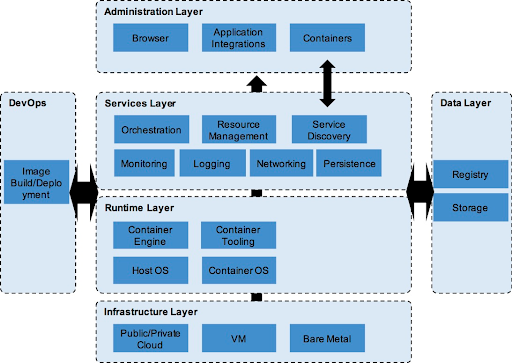 Administration Layer
Browser
Application
Integrations
Containers
DevOps
Image
Build/Deplo
yment
Services Layer
Orchestration
Resource
Management
Service
Discovery
Monitoring
Logging
Networking
Persistence
Data Layer
Registry
Storage
Runtime Layer
Container
Engine
Container
Tooling
Host OS
Container OS
Infrastructure Layer
Public/Private
Cloud
VM
Bare Metal